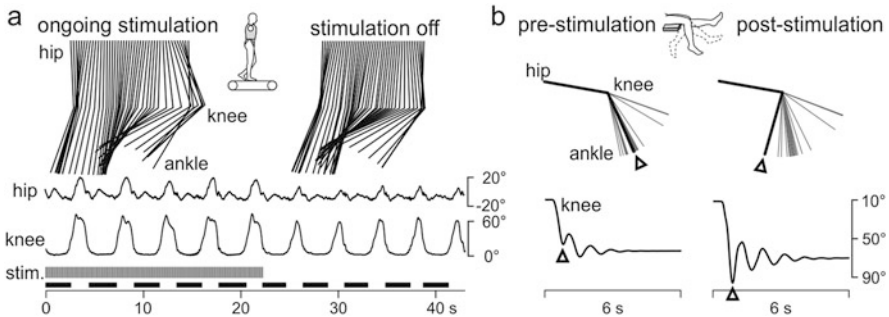 a
ongoing stimulation
stimulation off
hip
knee
ankle
hip
20°
-20°
knee
60°
0°
stim.
0 10 20 30 40 s
b
pre-stimulation
post-stimulation
hip
knee
ankle
knee
10°
50°
90°
6 s
6 s